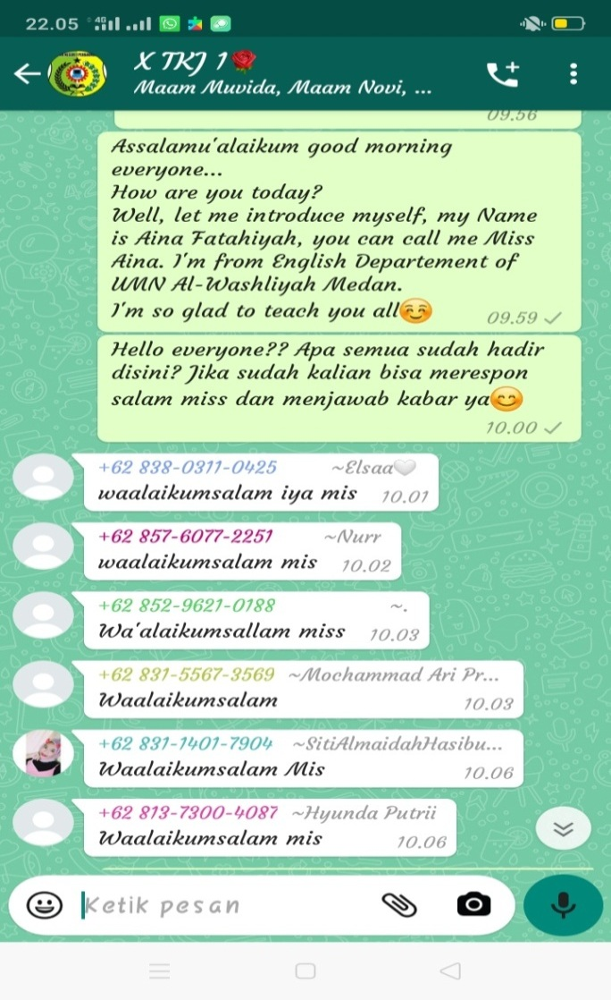 22.05
X TKJ 1🌹
Maam Muvida, Maam Novi, ...
09.56
Assalamu'alaikum good morning
everyone...
How are you today?
Well, let me introduce myself, my Name
is Aina Fatahiyah, you can call me Miss
Aina. I'm from English Departement of
UMN Al-Washliyah Medan.
I'm so glad to teach you all😊 09.59
Hello everyone?? Apa semua sudah hadir
disini? Jika sudah kalian bisa merespon
salam miss dan menjawab kabar ya😊
10.00
+62 838-0311-0425 ~Elsaa🤍
waalaikumsalam iya mis 10.01
+62 857-6077-2251 ~Nurr
waalaikumsalam mis 10.02
+62 852-9621-0188 ~.
Wa'alaikumsallam miss 10.03
+62 831-5567-3569 ~Mochammad Ari Pr...
Waalaikumsalam 10.03
+62 831-1401-7904 ~SitiAlmaidahHasibu...
Waalaikumsalam Mis 10.06
+62 813-7300-4087 ~Hyunda Putrii
Waalaikumsalam mis 10.06
Ketik pesan